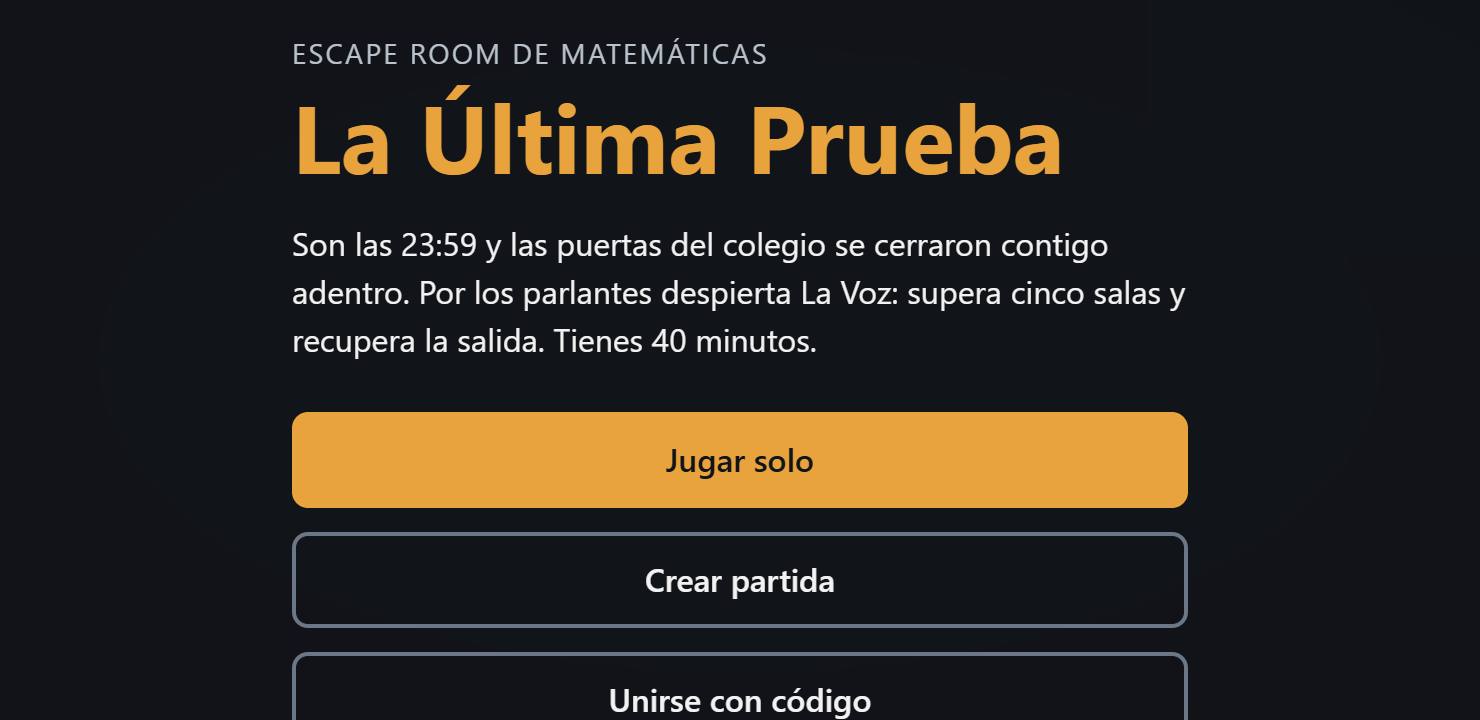 ESCAPE ROOM DE MATEMÁTICAS
La Última Prueba
Son las 23:59 y las puertas del colegio se cerraron contigo
adentro. Por los parlantes despierta La Voz: supera cinco salas y
recupera la salida. Tienes 40 minutos.
Jugar solo
Crear partida
Unirse con código